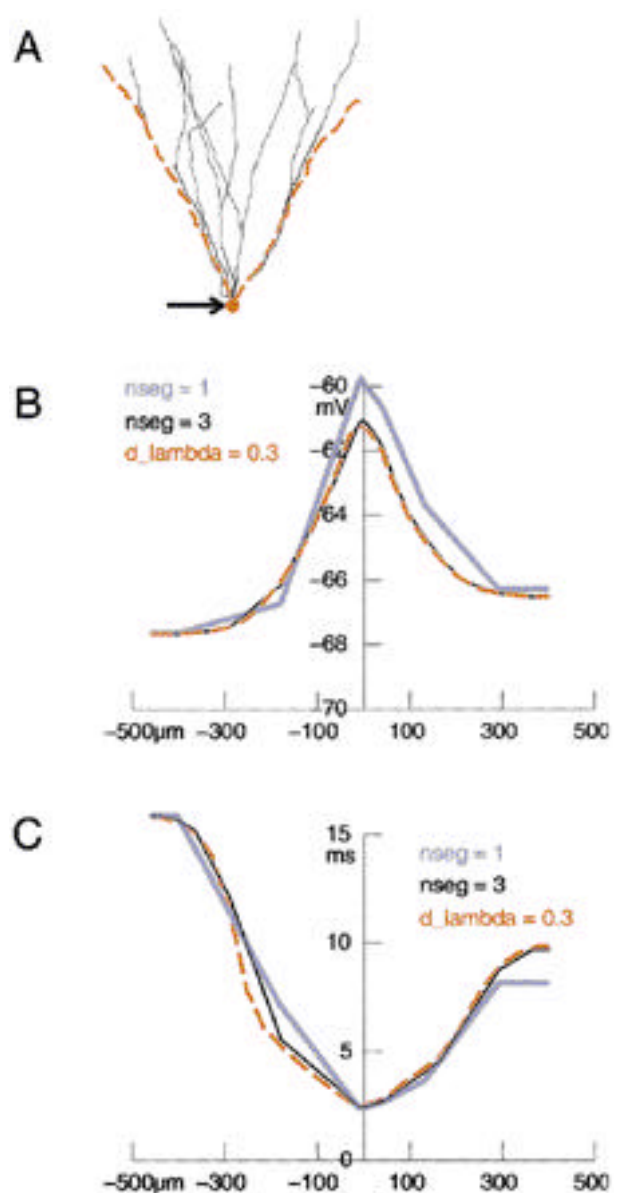 A
B
nseg = 1
nseg = 3
d_lambda = 0.3
–60
mV
–64
–66
–68
–70
–500µm –300 –100 100 300 500
C
15
ms
nseg = 1
nseg = 3
d_lambda = 0.3
10
5
0
–500µm –300 –100 100 300 500